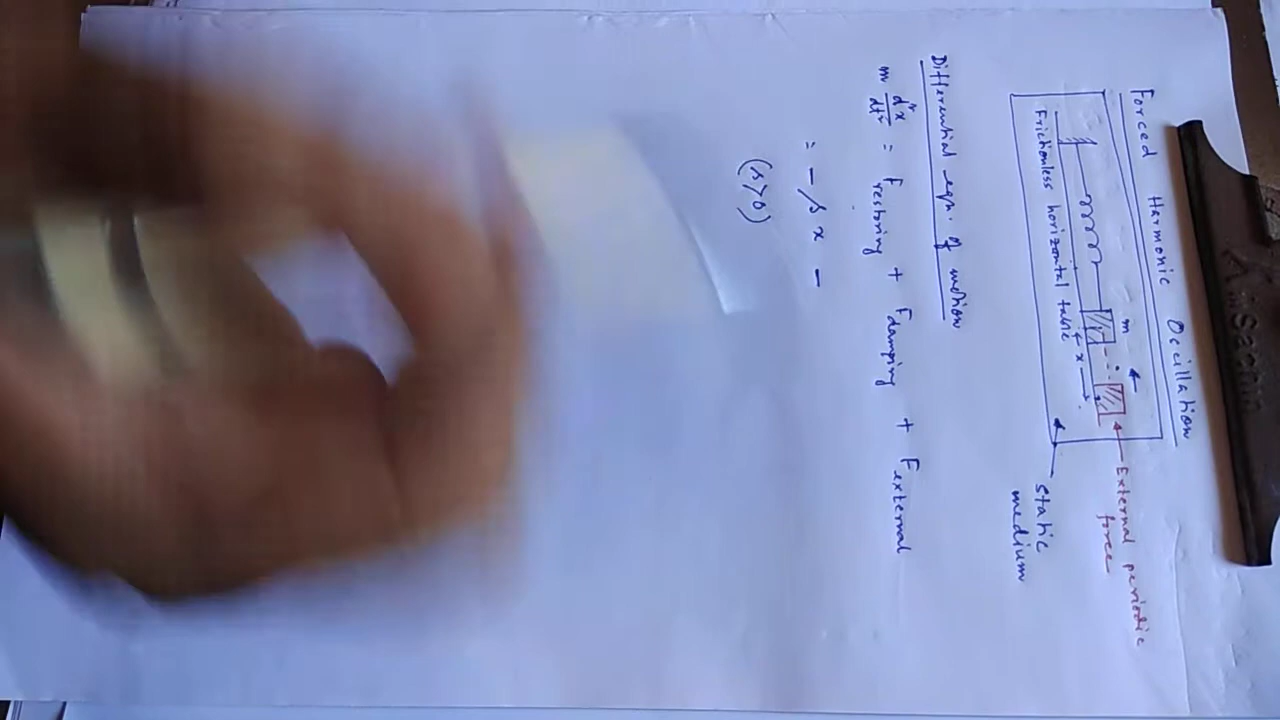 Forced Harmonic Oscillation
m
x
External periodic
force
Frictionless horizontal table
static
medium
Differential eqn. of motion
m d²x/dt² = F restoring + F damping + F external
= - s x -
(s > 0)